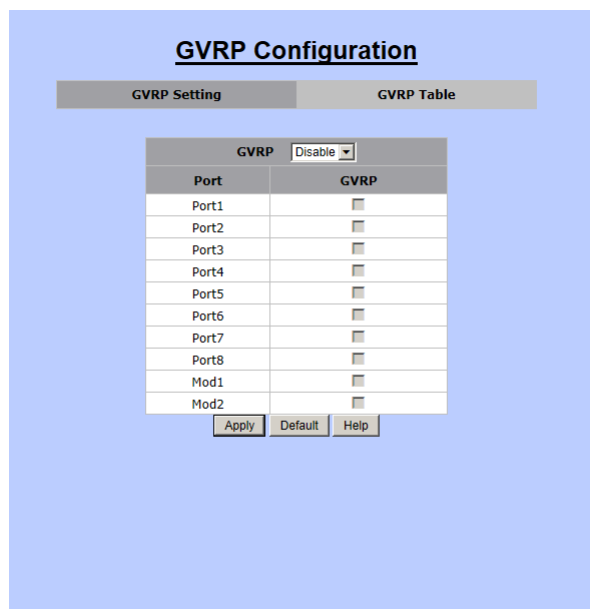 GVRP Configuration
GVRP Setting GVRP Table
GVRP Disable
Port GVRP
Port1
Port2
Port3
Port4
Port5
Port6
Port7
Port8
Mod1
Mod2
Apply Default Help